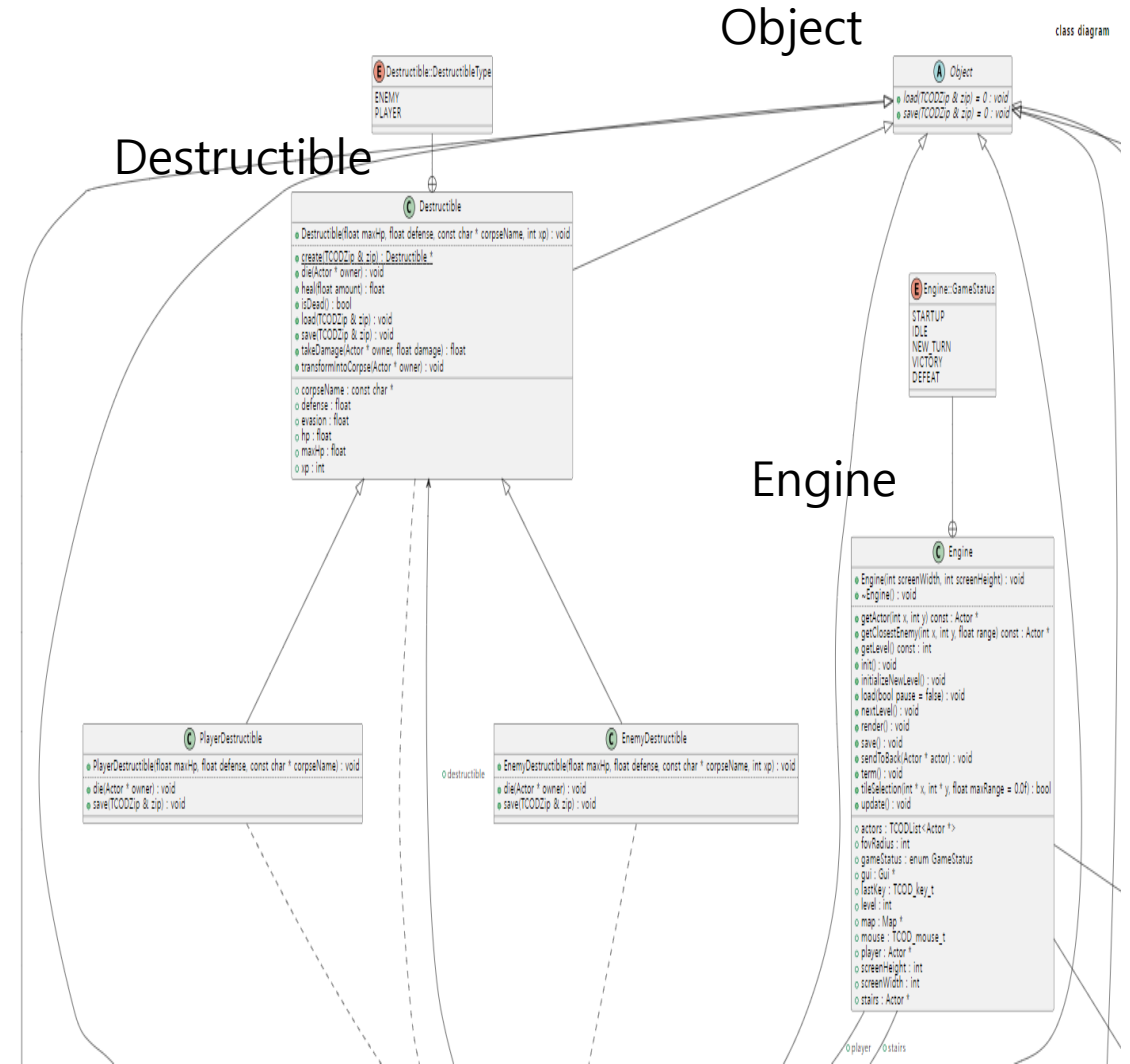 Object
class diagram
E Destructible::DestructibleType
ENEMY
PLAYER
A Object
load(TCODZip & zip) = 0 : void
save(TCODZip & zip) = 0 : void
Destructible
C Destructible
Destructible(float maxHp, float defense, const char * corpseName, int xp) : void
create(TCODZip & zip) : Destructible *
die(Actor * owner) : void
heal(float amount) : float
isDead() : bool
load(TCODZip & zip) : void
save(TCODZip & zip) : void
takeDamage(Actor * owner, float damage) : float
transformIntoCorpse(Actor * owner) : void
corpseName : const char *
defense : float
evasion : float
hp : float
maxHp : float
xp : int
E Engine::GameStatus
STARTUP
IDLE
NEW_TURN
VICTORY
DEFEAT
Engine
C Engine
Engine(int screenWidth, int screenHeight) : void
~Engine() : void
getActor(int x, int y) const : Actor *
getClosestEnemy(int x, int y, float range) const : Actor *
getLevel() const : int
init() : void
initializeNewLevel() : void
load(bool pause = false) : void
nextLevel() : void
render() : void
save() : void
sendToBack(Actor * actor) : void
term() : void
tileSelection(int * x, int * y, float maxRange = 0.0f) : bool
update() : void
actors : TCODList<Actor *>
fovRadius : int
gameStatus : enum GameStatus
gui : Gui *
lastKey : TCOD_key_t
level : int
map : Map *
mouse : TCOD_mouse_t
player : Actor *
screenHeight : int
screenWidth : int
stairs : Actor *
C PlayerDestructible
PlayerDestructible(float maxHp, float defense, const char * corpseName) : void
die(Actor * owner) : void
save(TCODZip & zip) : void
destructible
C EnemyDestructible
EnemyDestructible(float maxHp, float defense, const char * corpseName, int xp) : void
die(Actor * owner) : void
save(TCODZip & zip) : void
player
stairs